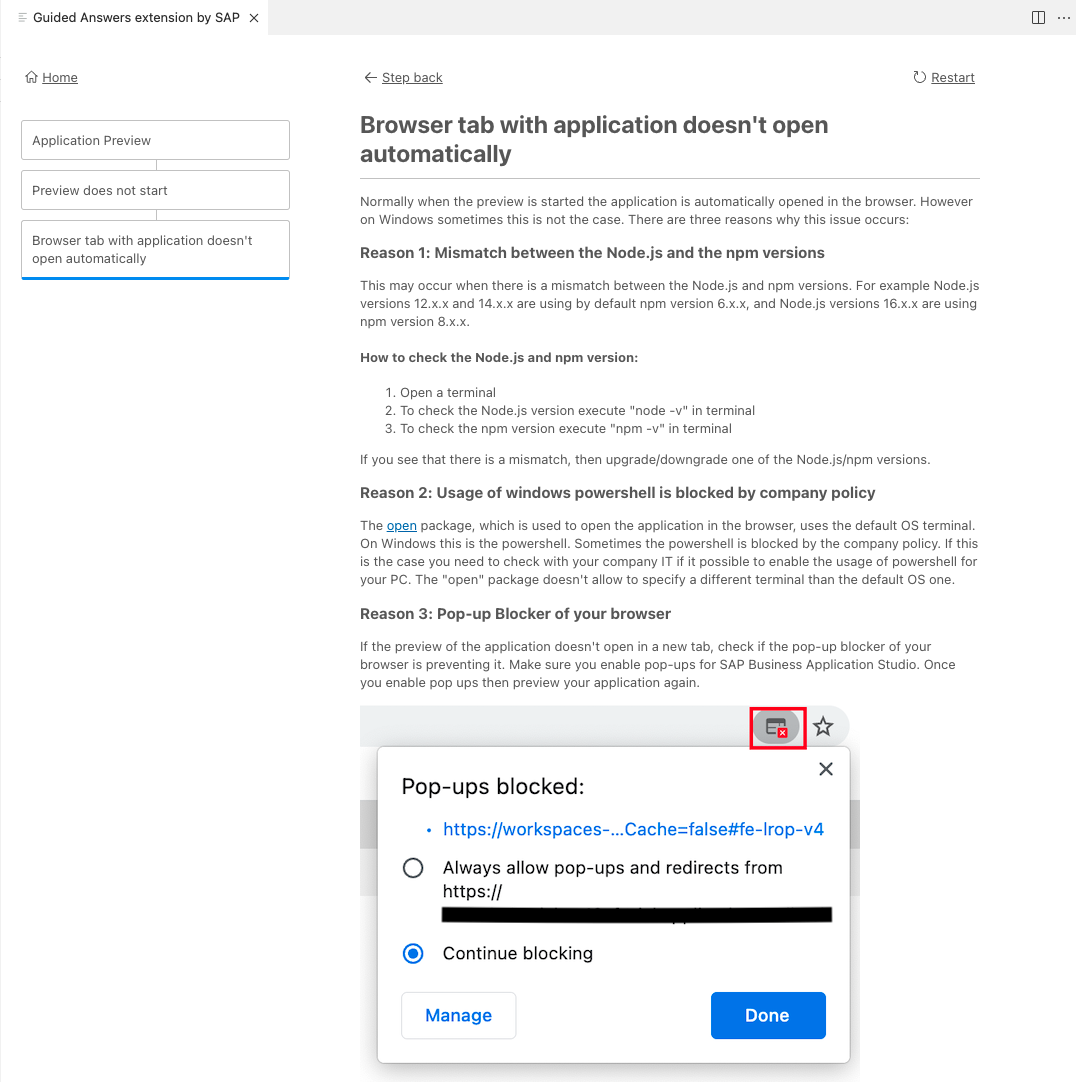 Guided Answers extension by SAP
Home
Step back
Restart
Application Preview
Preview does not start
Browser tab with application doesn't
open automatically
Browser tab with application doesn't open
automatically
Normally when the preview is started the application is automatically opened in the browser. However
on Windows sometimes this is not the case. There are three reasons why this issue occurs:
Reason 1: Mismatch between the Node.js and the npm versions
This may occur when there is a mismatch between the Node.js and npm versions. For example Node.js
versions 12.x.x and 14.x.x are using by default npm version 6.x.x, and Node.js versions 16.x.x are using
npm version 8.x.x.
How to check the Node.js and npm version:
1. Open a terminal
2. To check the Node.js version execute "node -v" in terminal
3. To check the npm version execute "npm -v" in terminal
If you see that there is a mismatch, then upgrade/downgrade one of the Node.js/npm versions.
Reason 2: Usage of windows powershell is blocked by company policy
The open package, which is used to open the application in the browser, uses the default OS terminal.
On Windows this is the powershell. Sometimes the powershell is blocked by the company policy. If this
is the case you need to check with your company IT if it possible to enable the usage of powershell for
your PC. The "open" package doesn't allow to specify a different terminal than the default OS one.
Reason 3: Pop-up Blocker of your browser
If the preview of the application doesn't open in a new tab, check if the pop-up blocker of your
browser is preventing it. Make sure you enable pop-ups for SAP Business Application Studio. Once
you enable pop ups then preview your application again.
Pop-ups blocked:
• https://workspaces-...Cache=false#fe-lrop-v4
Always allow pop-ups and redirects from
https://
Continue blocking
Manage
Done